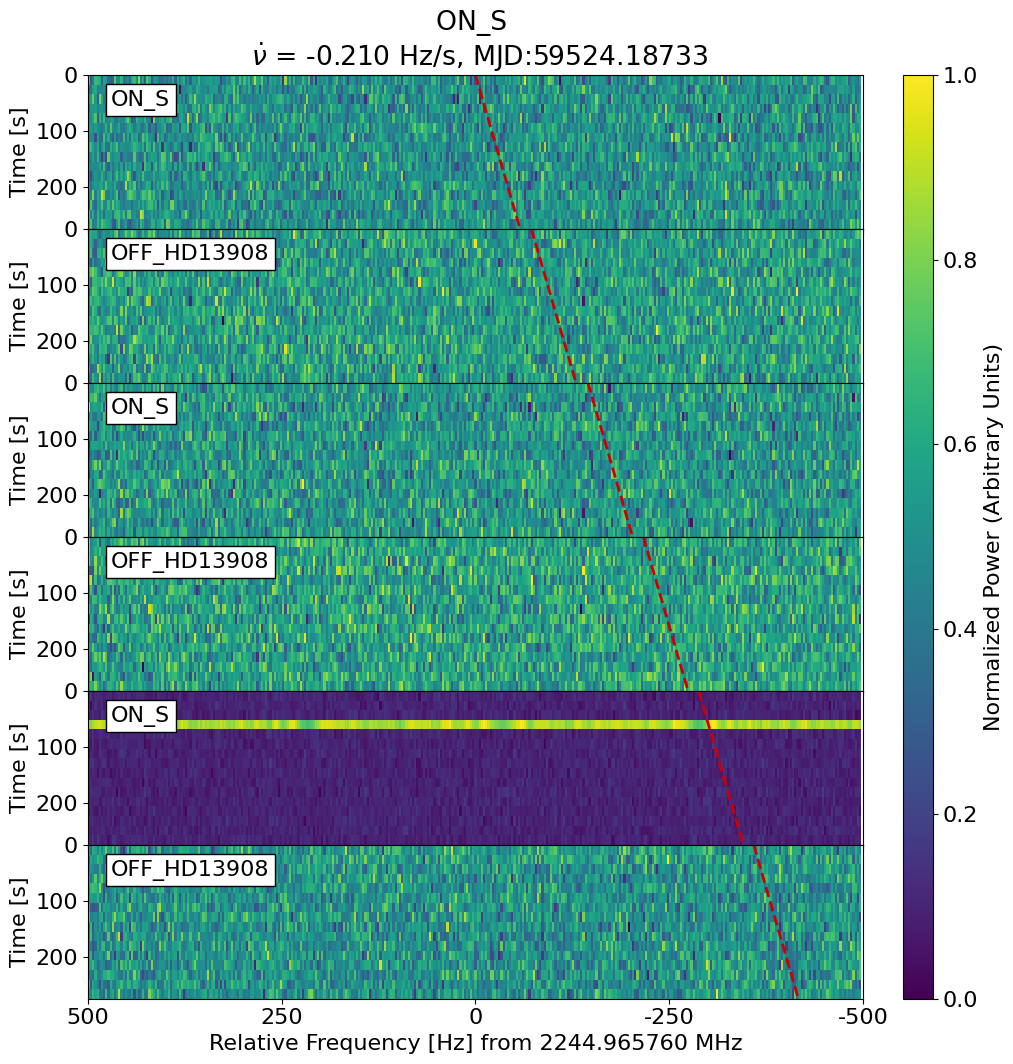 ON_S
ν̇ = -0.210 Hz/s, MJD:59524.18733
0
100
200
Time [s]
ON_S
0
100
200
Time [s]
OFF_HD13908
0
100
200
Time [s]
ON_S
0
100
200
Time [s]
OFF_HD13908
0
100
200
Time [s]
ON_S
0
100
200
Time [s]
OFF_HD13908
500 250 0 -250 -500
Relative Frequency [Hz] from 2244.965760 MHz
1.0
0.8
0.6
0.4
0.2
0.0
Normalized Power (Arbitrary Units)